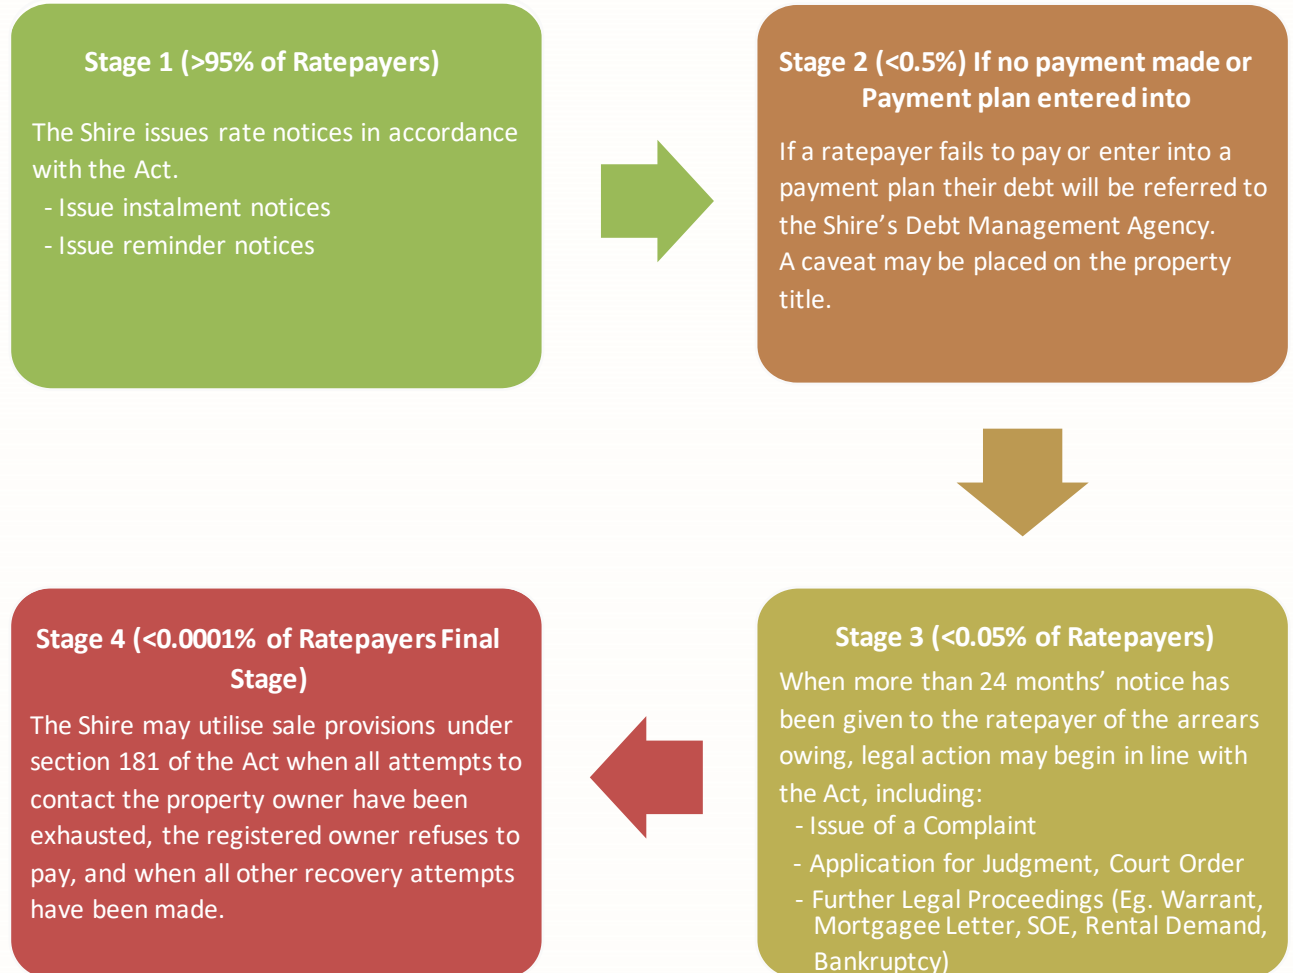 Stage 1 (>95% of Ratepayers)
The Shire issues rate notices in accordance
with the Act.
- Issue instalment notices
- Issue reminder notices
Stage 2 (<0.5%) If no payment made or
Payment plan entered into
If a ratepayer fails to pay or enter into a
payment plan their debt will be referred to
the Shire’s Debt Management Agency.
A caveat may be placed on the property
title.
Stage 3 (<0.05% of Ratepayers)
When more than 24 months’ notice has
been given to the ratepayer of the arrears
owing, legal action may begin in line with
the Act, including:
- Issue of a Complaint
- Application for Judgment, Court Order
- Further Legal Proceedings (Eg. Warrant,
Mortgagee Letter, SOE, Rental Demand,
Bankruptcy)
Stage 4 (<0.0001% of Ratepayers Final
Stage)
The Shire may utilise sale provisions under
section 181 of the Act when all attempts to
contact the property owner have been
exhausted, the registered owner refuses to
pay, and when all other recovery attempts
have been made.